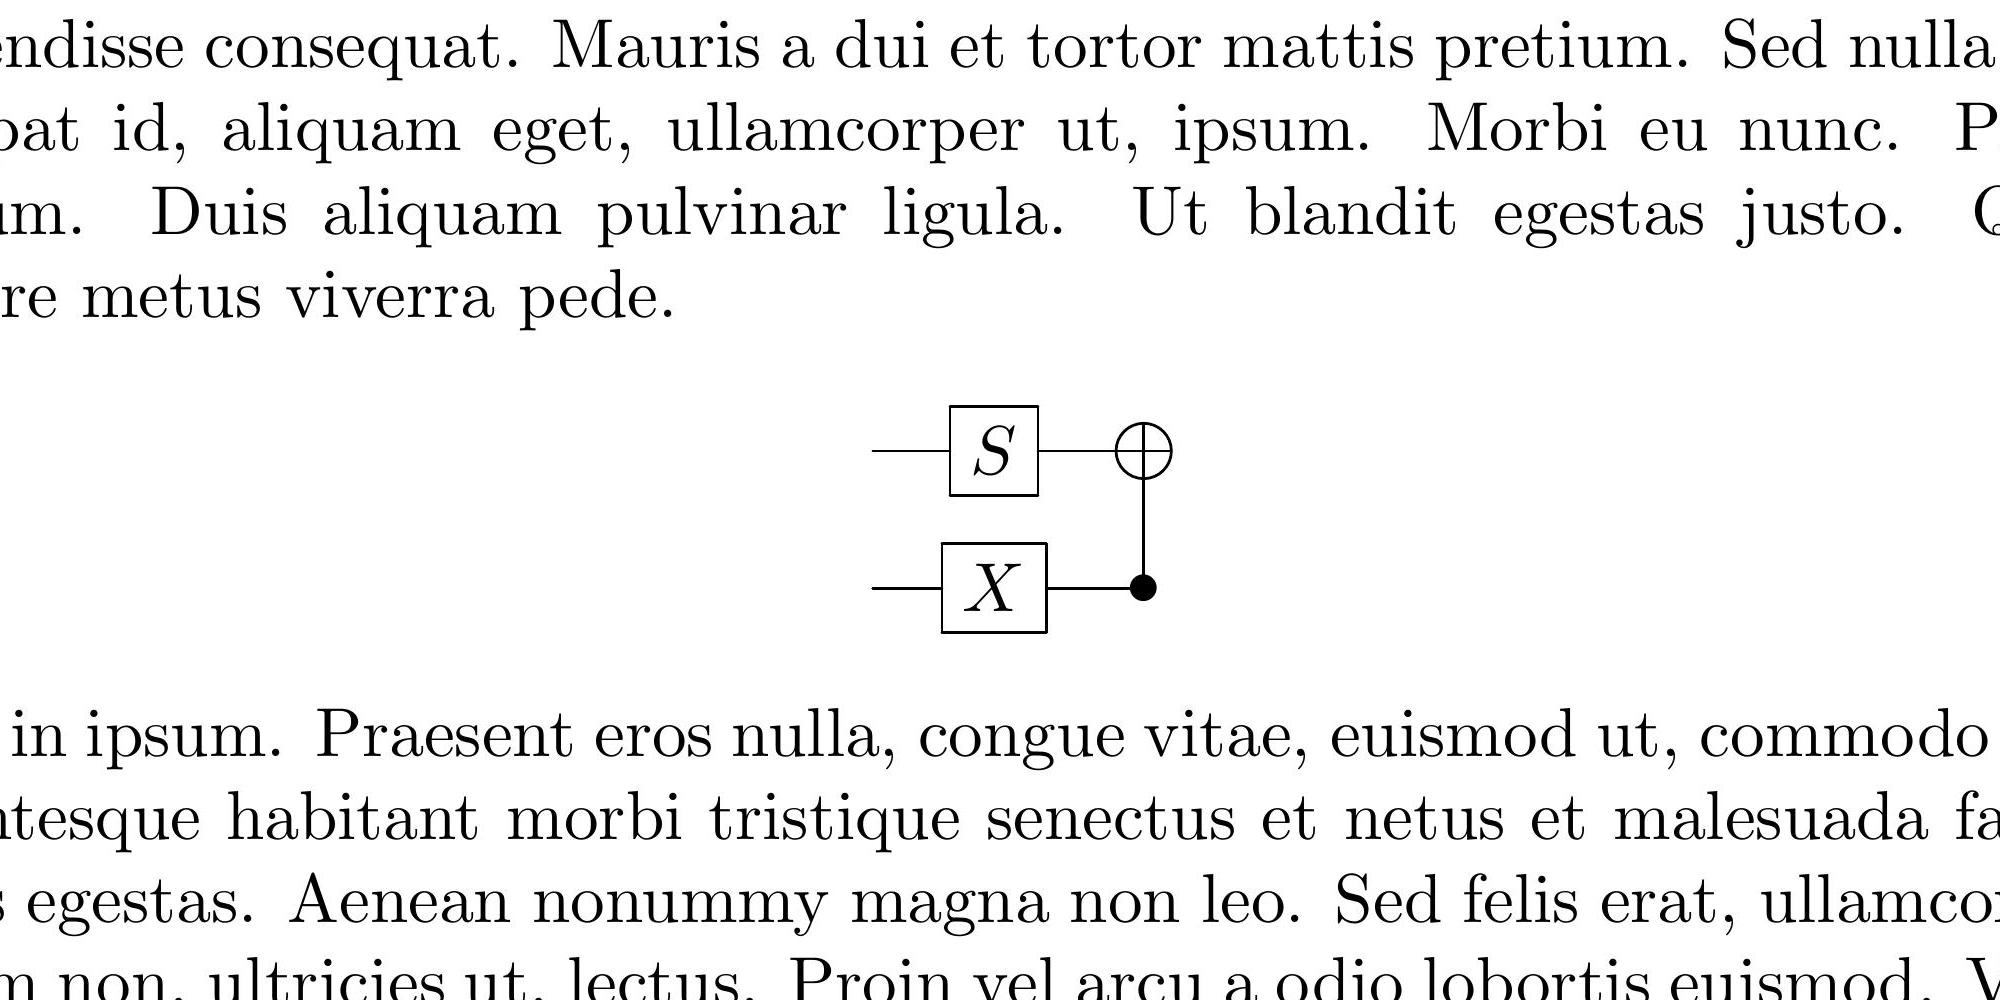 endisse consequat. Mauris a dui et tortor mattis pretium. Sed nulla
pat id, aliquam eget, ullamcorper ut, ipsum. Morbi eu nunc. P
um. Duis aliquam pulvinar ligula. Ut blandit egestas justo. Q
re metus viverra pede.
S
X
in ipsum. Praesent eros nulla, congue vitae, euismod ut, commodo
ntesque habitant morbi tristique senectus et netus et malesuada fa
s egestas. Aenean nonummy magna non leo. Sed felis erat, ullamcor
m non, ultricies ut, lectus. Proin vel arcu a odio lobortis euismod. V